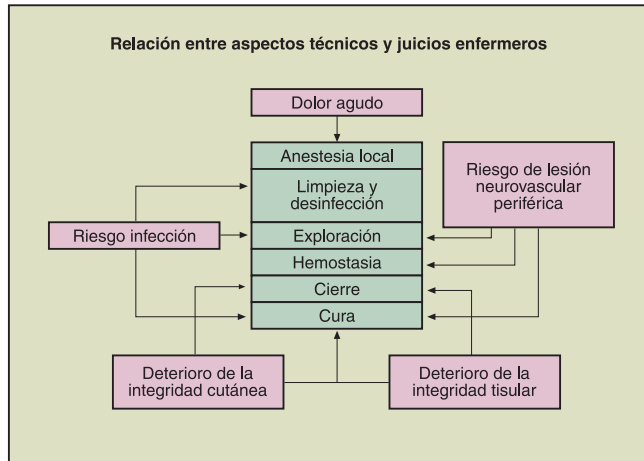 Relación entre aspectos técnicos y juicios enfermeros
Dolor agudo
Anestesia local
Limpieza y
desinfección
Exploración
Hemostasia
Cierre
Cura
Riesgo de lesión
neurovascular
periférica
Riesgo infección
Deterioro de la
integridad cutánea
Deterioro de la
integridad tisular